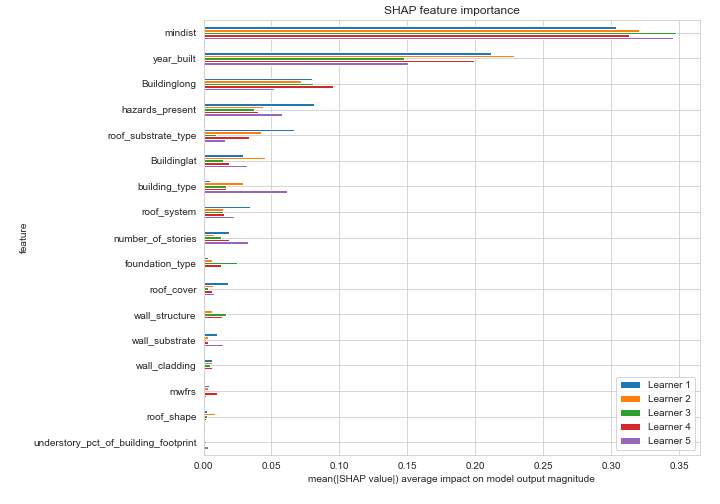 SHAP feature importance
feature
mindist
year_built
Buildinglong
hazards_present
roof_substrate_type
Buildinglat
building_type
roof_system
number_of_stories
foundation_type
roof_cover
wall_structure
wall_substrate
wall_cladding
mwfrs
roof_shape
understory_pct_of_building_footprint
Learner 1
Learner 2
Learner 3
Learner 4
Learner 5
0.00 0.05 0.10 0.15 0.20 0.25 0.30 0.35
mean(|SHAP value|) average impact on model output magnitude